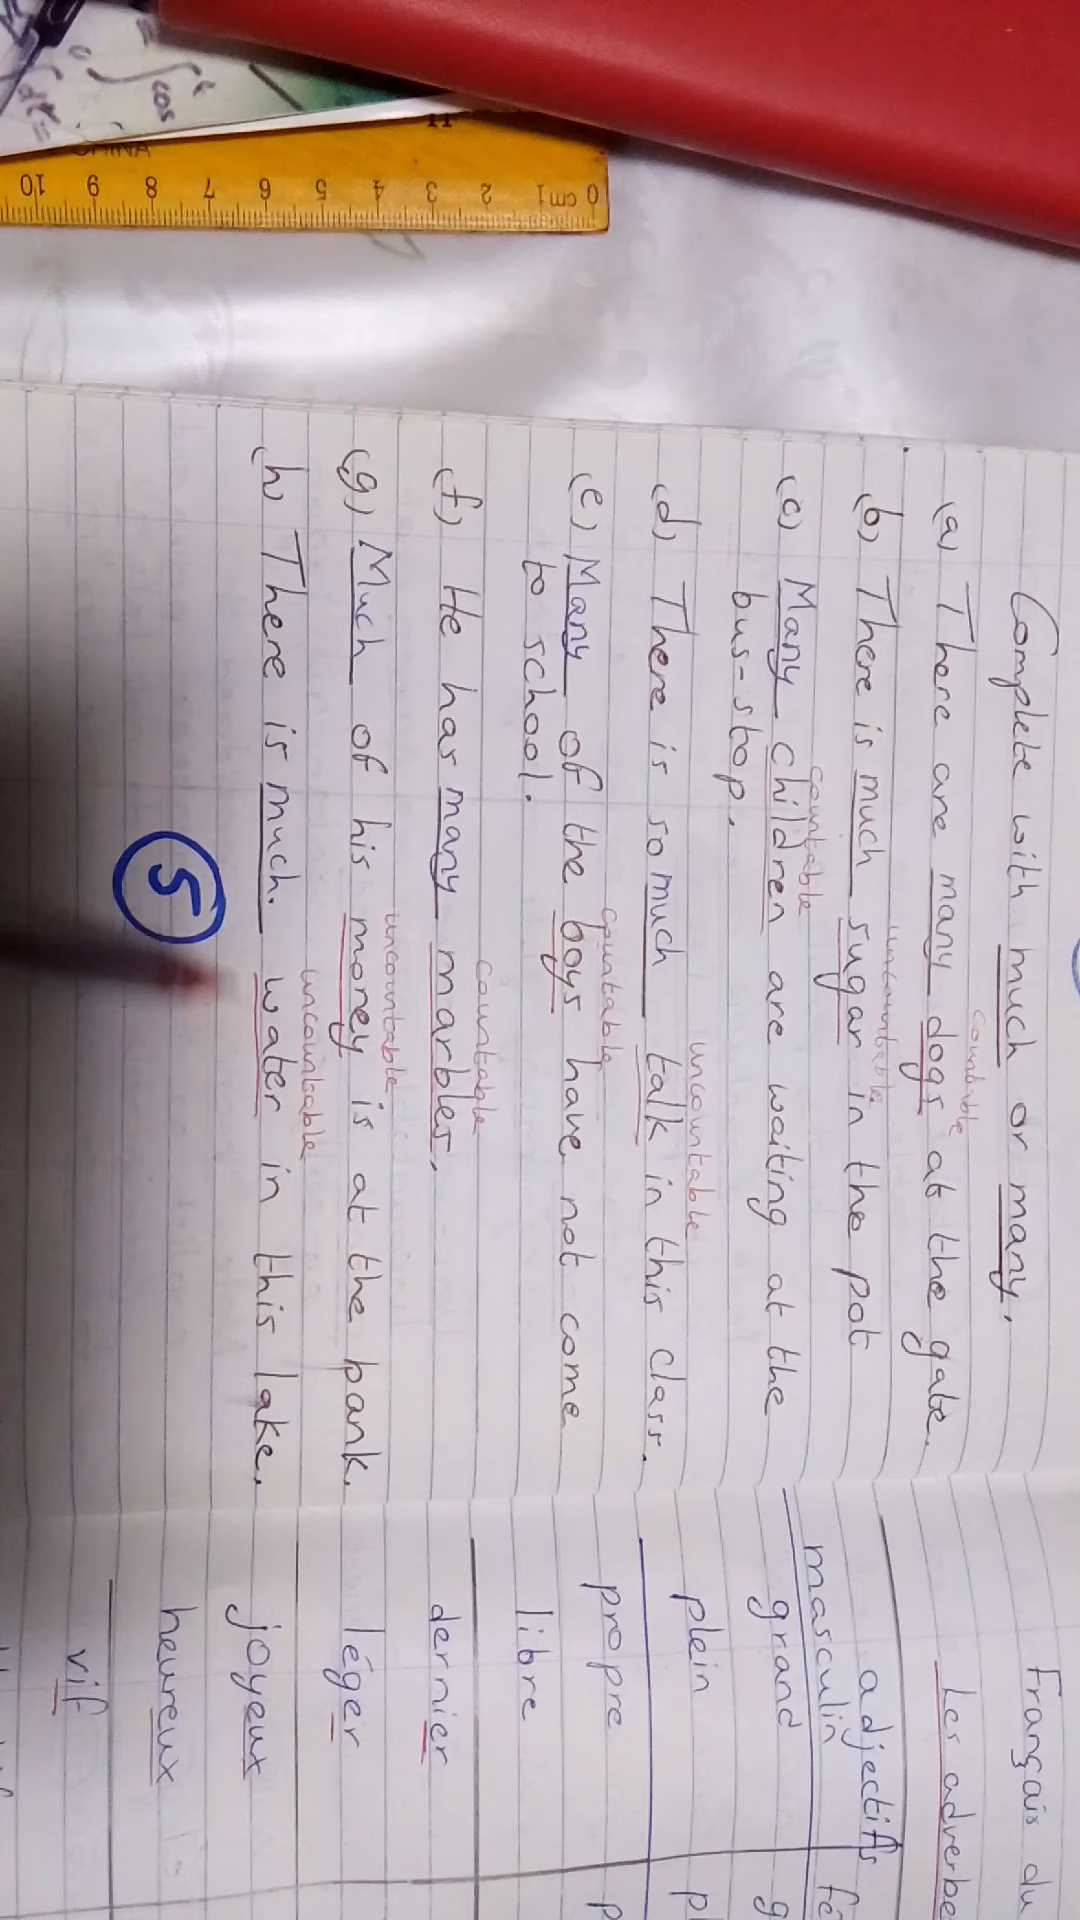 Complete with much or many.
(a) There are many dogs at the gate.
countable
(b) There is much sugar in the pot
uncountable
(c) Many children are waiting at the
countable
bus-stop.
(d) There is so much talk in this class.
uncountable
(e) Many of the boys have not come
countable
to school.
(f) He has many marbles.
countable
(g) Much of his money is at the bank.
uncountable
(h) There is much. water in this lake.
uncountable
5
Français du
Les adverbe
adjectifs
masculin fé
grand g
plein pl
propre p
libre
dernier
léger
joyeux
heureux
vif
0 cm 1 2 3 4 5 6 7 8 9 10
CHINA
cos